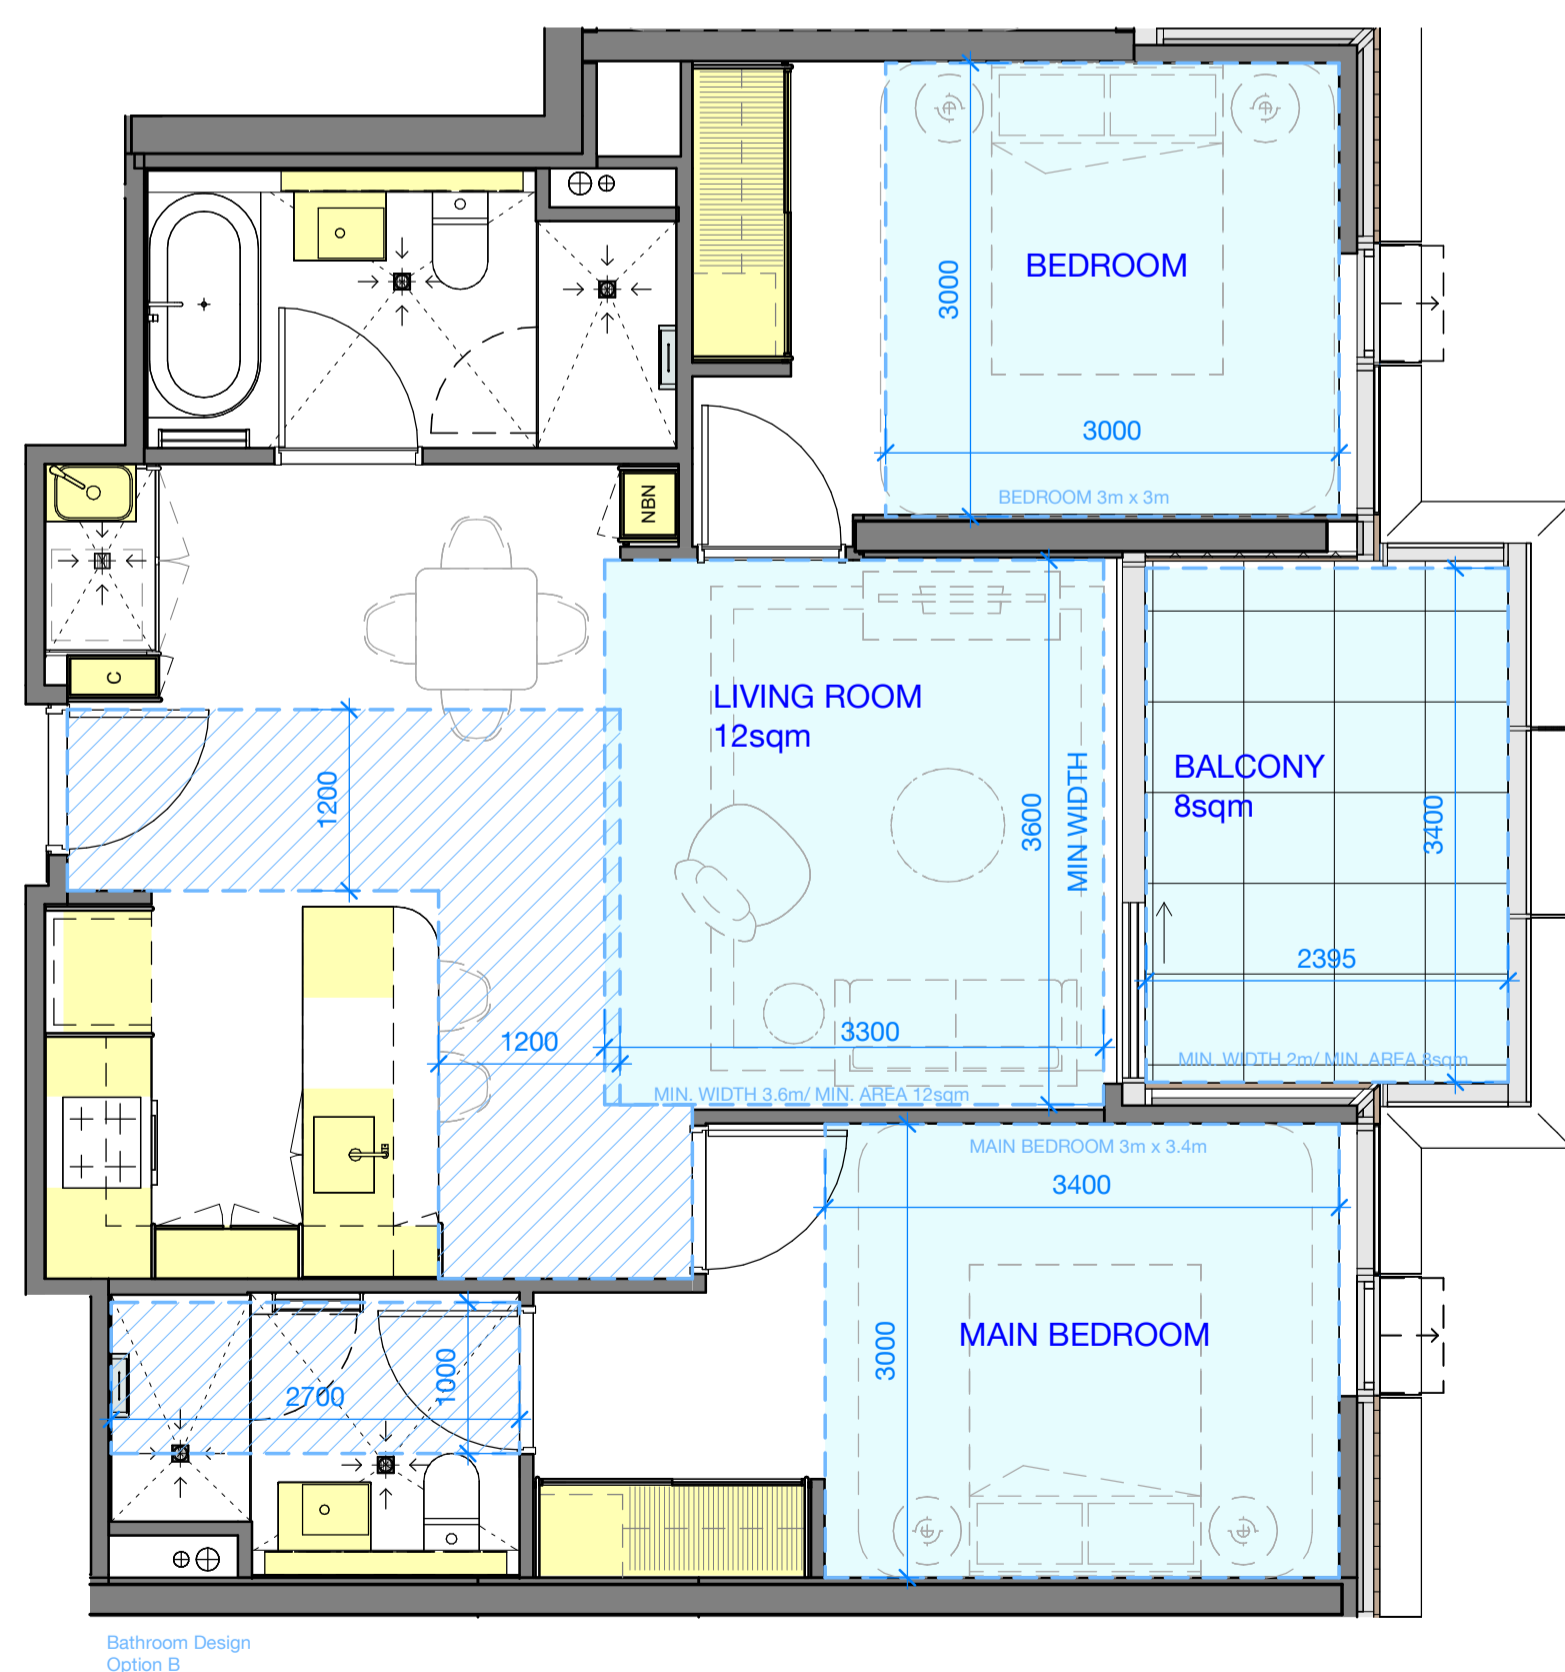 BEDROOM
3000
3000
BEDROOM 3m x 3m
NBN
C
LIVING ROOM
12sqm
1200
3600
MIN WIDTH
BALCONY
8sqm
3400
2395
1200
3300
MIN. WIDTH 3.6m/ MIN. AREA 12sqm
MIN. WIDTH 2m/ MIN. AREA 8sqm
MAIN BEDROOM 3m x 3.4m
3400
MAIN BEDROOM
3000
1000
2700
Bathroom Design
Option B